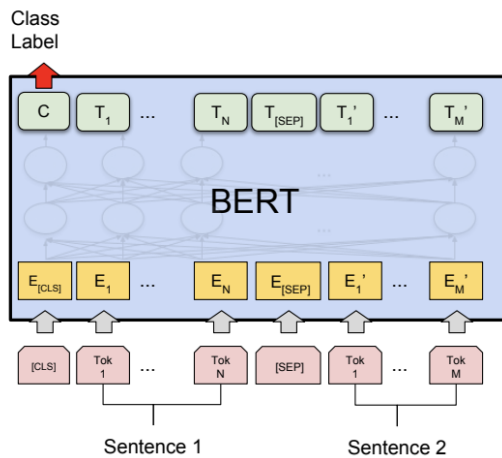 Class
Label
C T1 ... TN T[SEP] T1' ... TM'
...
BERT
...
E[CLS] E1 ... EN E[SEP] E1' ... EM'
[CLS] Tok 1 ... Tok N [SEP] Tok 1 ... Tok M
Sentence 1 Sentence 2